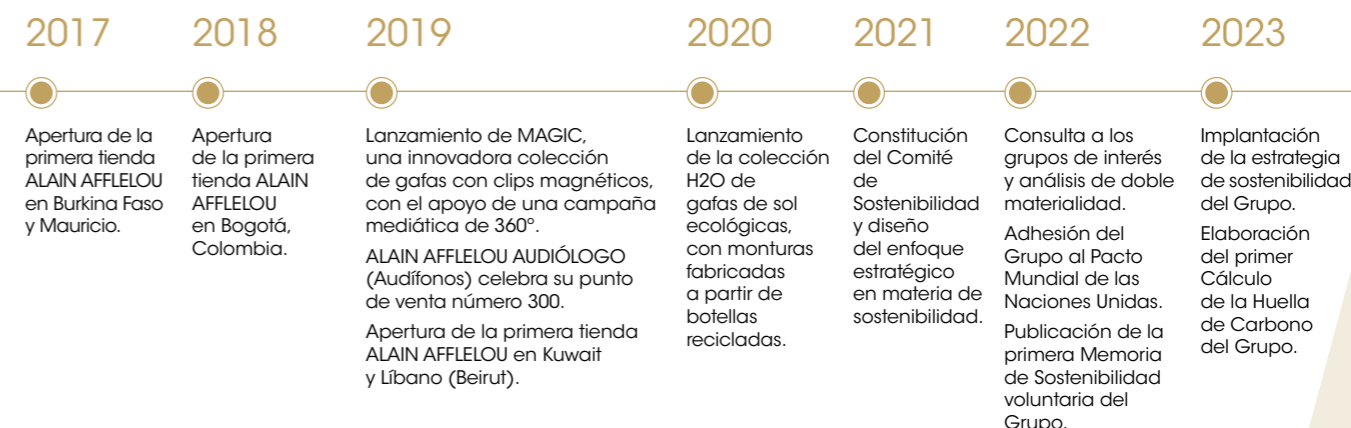 2017
Apertura de la
primera tienda
ALAIN AFFLELOU
en Burkina Faso
y Mauricio.
2018
Apertura
de la primera
tienda ALAIN
AFFLELOU
en Bogotá,
Colombia.
2019
Lanzamiento de MAGIC,
una innovadora colección
de gafas con clips magnéticos,
con el apoyo de una campaña
mediática de 360°.
ALAIN AFFLELOU AUDIÓLOGO
(Audífonos) celebra su punto
de venta número 300.
Apertura de la primera tienda
ALAIN AFFLELOU en Kuwait
y Líbano (Beirut).
2020
Lanzamiento
de la colección
H2O de
gafas de sol
ecológicas,
con monturas
fabricadas
a partir de
botellas
recicladas.
2021
Constitución
del Comité
de
Sostenibilidad
y diseño
del enfoque
estratégico
en materia de
sostenibilidad.
2022
Consulta a los
grupos de interés
y análisis de doble
materialidad.
Adhesión del
Grupo al Pacto
Mundial de las
Naciones Unidas.
Publicación de la
primera Memoria
de Sostenibilidad
voluntaria del
Grupo.
2023
Implantación
de la estrategia
de sostenibilidad
del Grupo.
Elaboración
del primer
Cálculo
de la Huella
de Carbono
del Grupo.